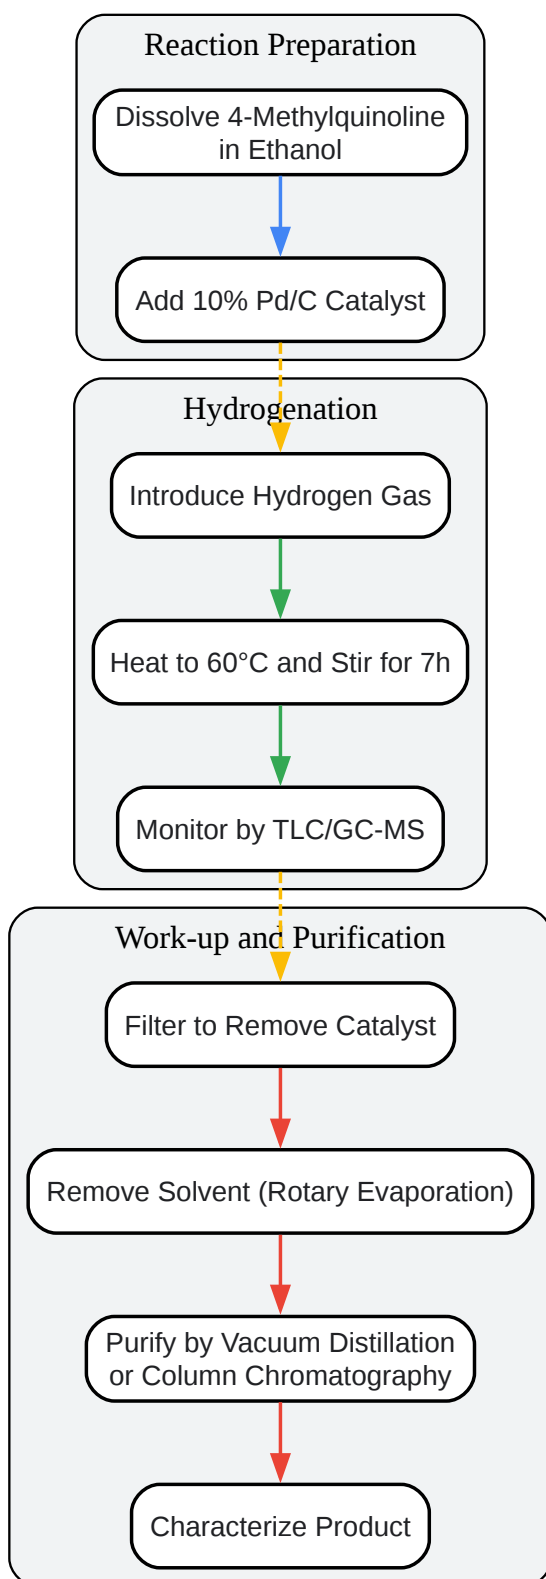 Reaction Preparation
Dissolve 4-Methylquinoline
in Ethanol
Add 10% Pd/C Catalyst
Hydrogenation
Introduce Hydrogen Gas
Heat to 60°C and Stir for 7h
Monitor by TLC/GC-MS
Work-up and Purification
Filter to Remove Catalyst
Remove Solvent (Rotary Evaporation)
Purify by Vacuum Distillation
or Column Chromatography
Characterize Product